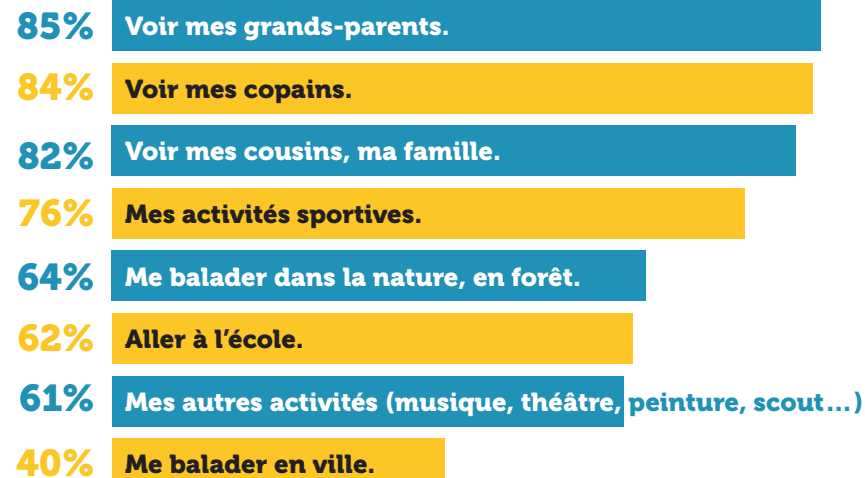 85% Voir mes grands-parents.
84% Voir mes copains.
82% Voir mes cousins, ma famille.
76% Mes activités sportives.
64% Me balader dans la nature, en forêt.
62% Aller à l’école.
61% Mes autres activités (musique, théâtre, peinture, scout...)
40% Me balader en ville.